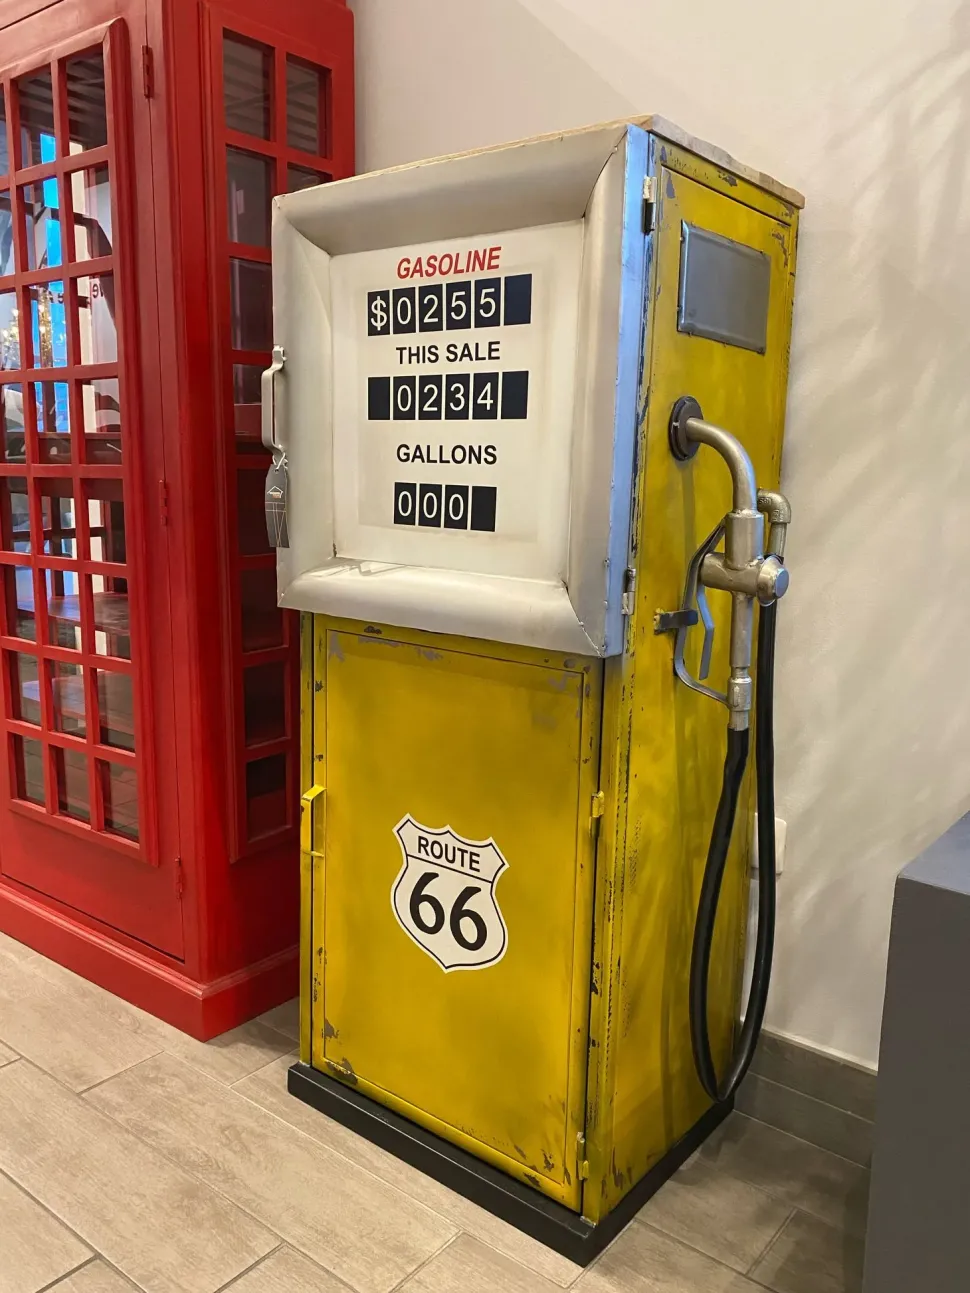 GASOLINE
$0255
THIS SALE
0234
GALLONS
000
ROUTE
66